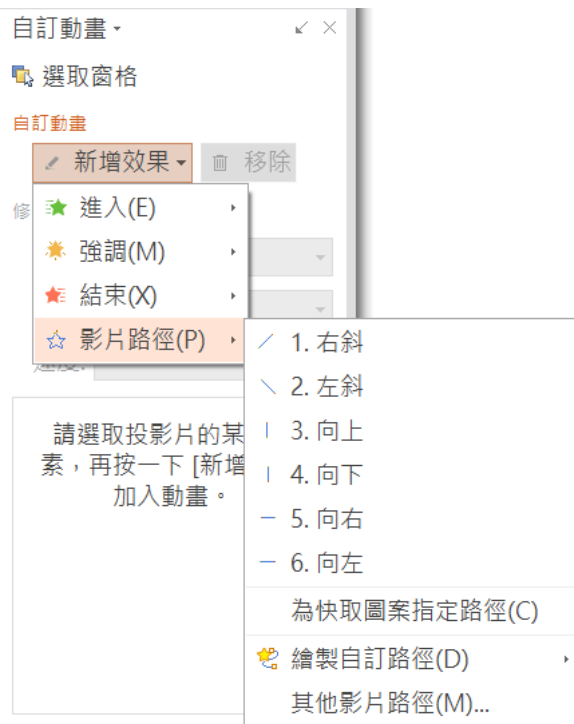 自訂動畫
選取窗格
自訂動畫
新增效果 移除
修
進入(E)
強調(M)
結束(X)
影片路徑(P)
1. 右斜
2. 左斜
3. 向上
4. 向下
5. 向右
6. 向左
為快取圖案指定路徑(C)
繪製自訂路徑(D)
其他影片路徑(M)...
請選取投影片的某
素，再按一下 [新增
加入動畫。